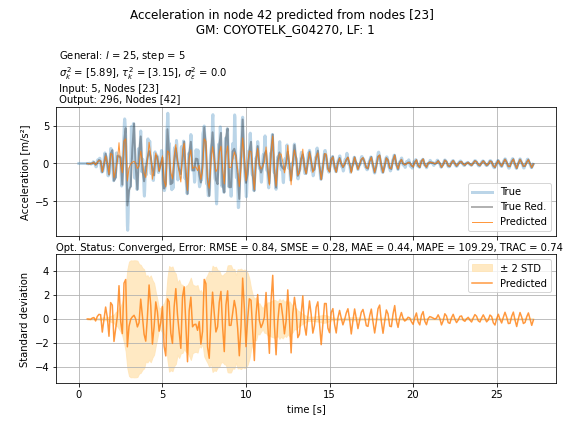 Acceleration in node 42 predicted from nodes [23]
GM: COYOTELK_G04270, LF: 1
General: l = 25, step = 5
σ²ₖ = [5.89], τ²ₖ = [3.15], σ²ε = 0.0
Input: 5, Nodes [23]
Output: 296, Nodes [42]
Acceleration [m/s²]
5
0
−5
True
True Red.
Predicted
Opt. Status: Converged, Error: RMSE = 0.84, SMSE = 0.28, MAE = 0.44, MAPE = 109.29, TRAC = 0.74
Standard deviation
4
2
0
−2
−4
± 2 STD
Predicted
0 5 10 15 20 25
time [s]